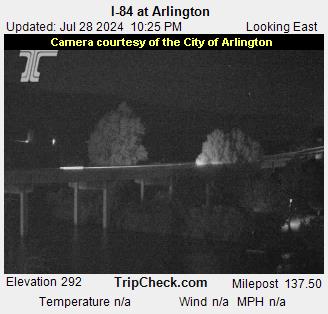 I-84 at Arlington
Updated: Jul 28 2024 10:25 PM Looking East
Camera courtesy of the City of Arlington
Elevation 292 TripCheck.com Milepost 137.50
Temperature n/a Wind n/a MPH n/a